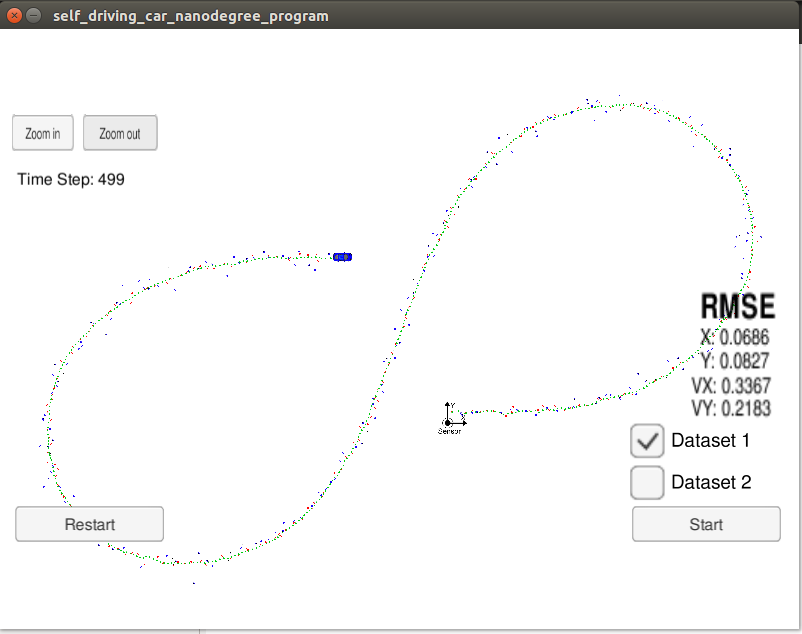 self_driving_car_nanodegree_program
Zoom in
Zoom out
Time Step: 499
RMSE
X: 0.0686
Y: 0.0827
VX: 0.3367
VY: 0.2183
Y
X
Sensor
Dataset 1
Dataset 2
Restart
Start